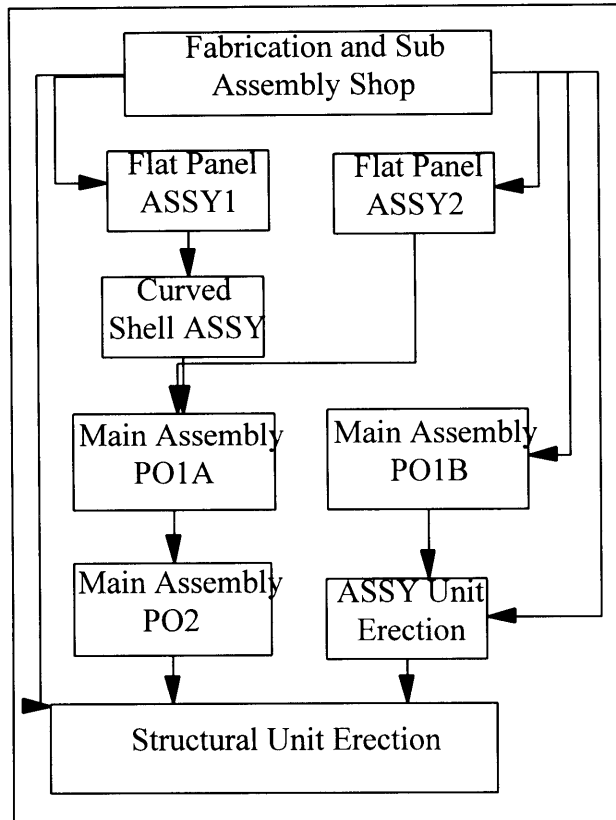 Fabrication and Sub
Assembly Shop
Flat Panel
ASSY1
Flat Panel
ASSY2
Curved
Shell ASSY
Main Assembly
PO1A
Main Assembly
PO1B
Main Assembly
PO2
ASSY Unit
Erection
Structural Unit Erection